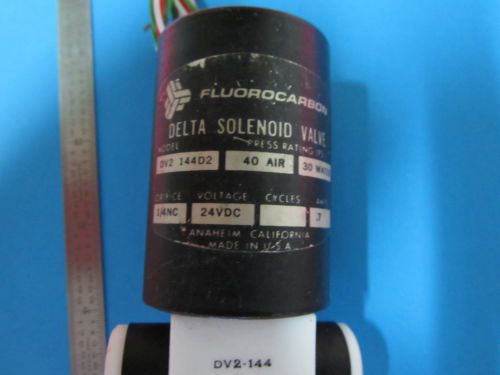 FLUOROCARBON
DELTA SOLENOID VALVE
MODEL PRESS RATING
DV2 144D2 40 AIR 30
ORIFICE VOLTAGE CYCLES
1/4NC 24VDC .7
ANAHEIM CALIFORNIA
MADE IN U.S.A.
DV2-144